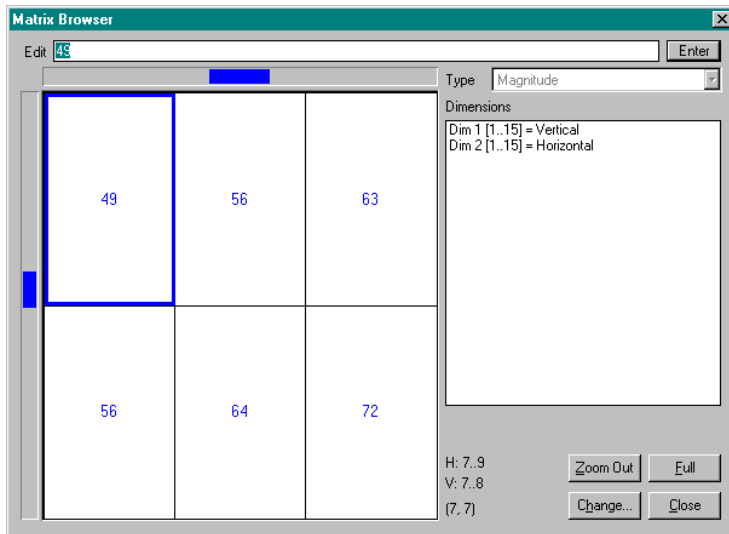 Matrix Browser
Edit 49 Enter
Type Magnitude
Dimensions
Dim 1 [1..15] = Vertical
Dim 2 [1..15] = Horizontal
49 56 63
56 64 72
H: 7..9
V: 7..8
(7, 7)
Zoom Out Full
Change... Close